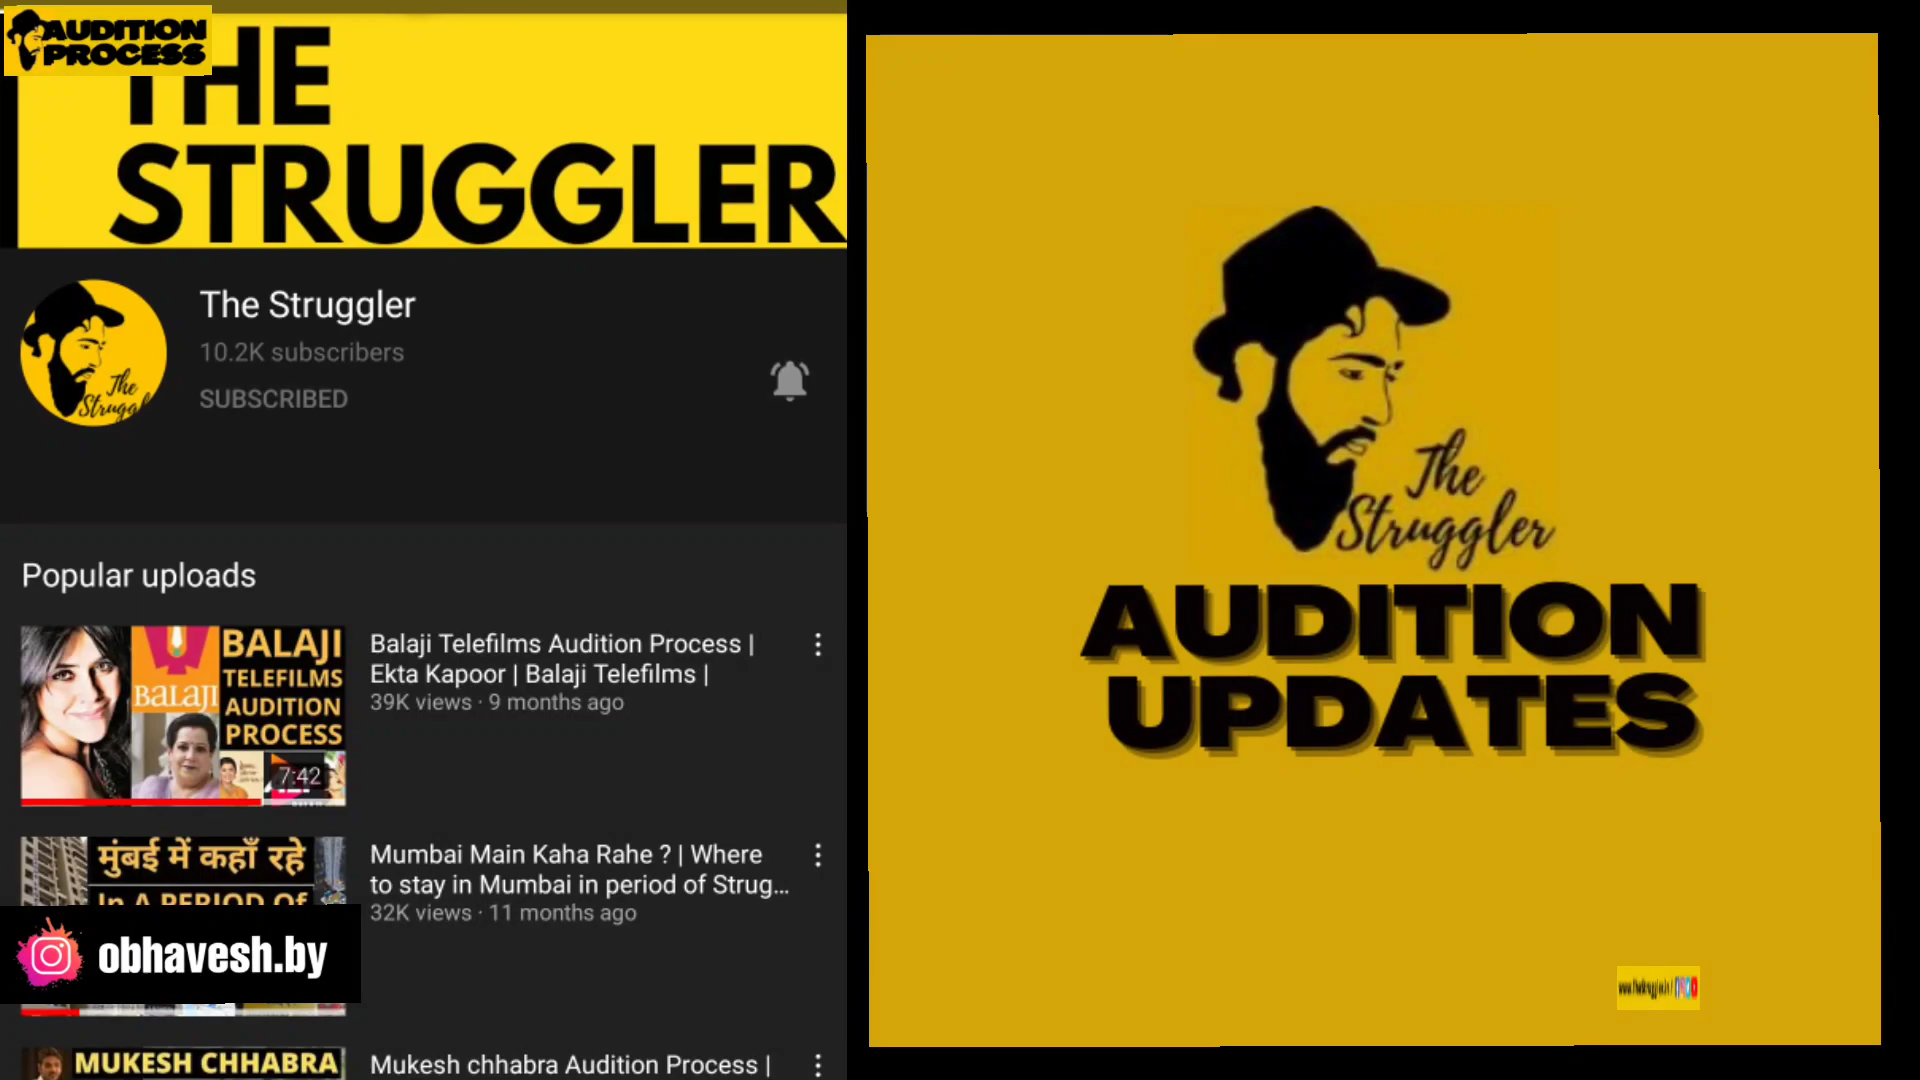 AUDITION
PROCESS
THE
STRUGGLER
The Struggler
10.2K subscribers
SUBSCRIBED
The
Popular uploads
BALAJI
TELEFILMS
AUDITION
PROCESS
BALAJI
7:42
Balaji Telefilms Audition Process |
Ekta Kapoor | Balaji Telefilms |
39K views · 9 months ago
मुंबई में कहाँ रहे
In A PERIOD Of
Mumbai Main Kaha Rahe ? | Where
to stay in Mumbai in period of Strug...
32K views · 11 months ago
obhavesh.by
MUKESH CHHABRA
Mukesh chhabra Audition Process |
The
Struggler
AUDITION
UPDATES